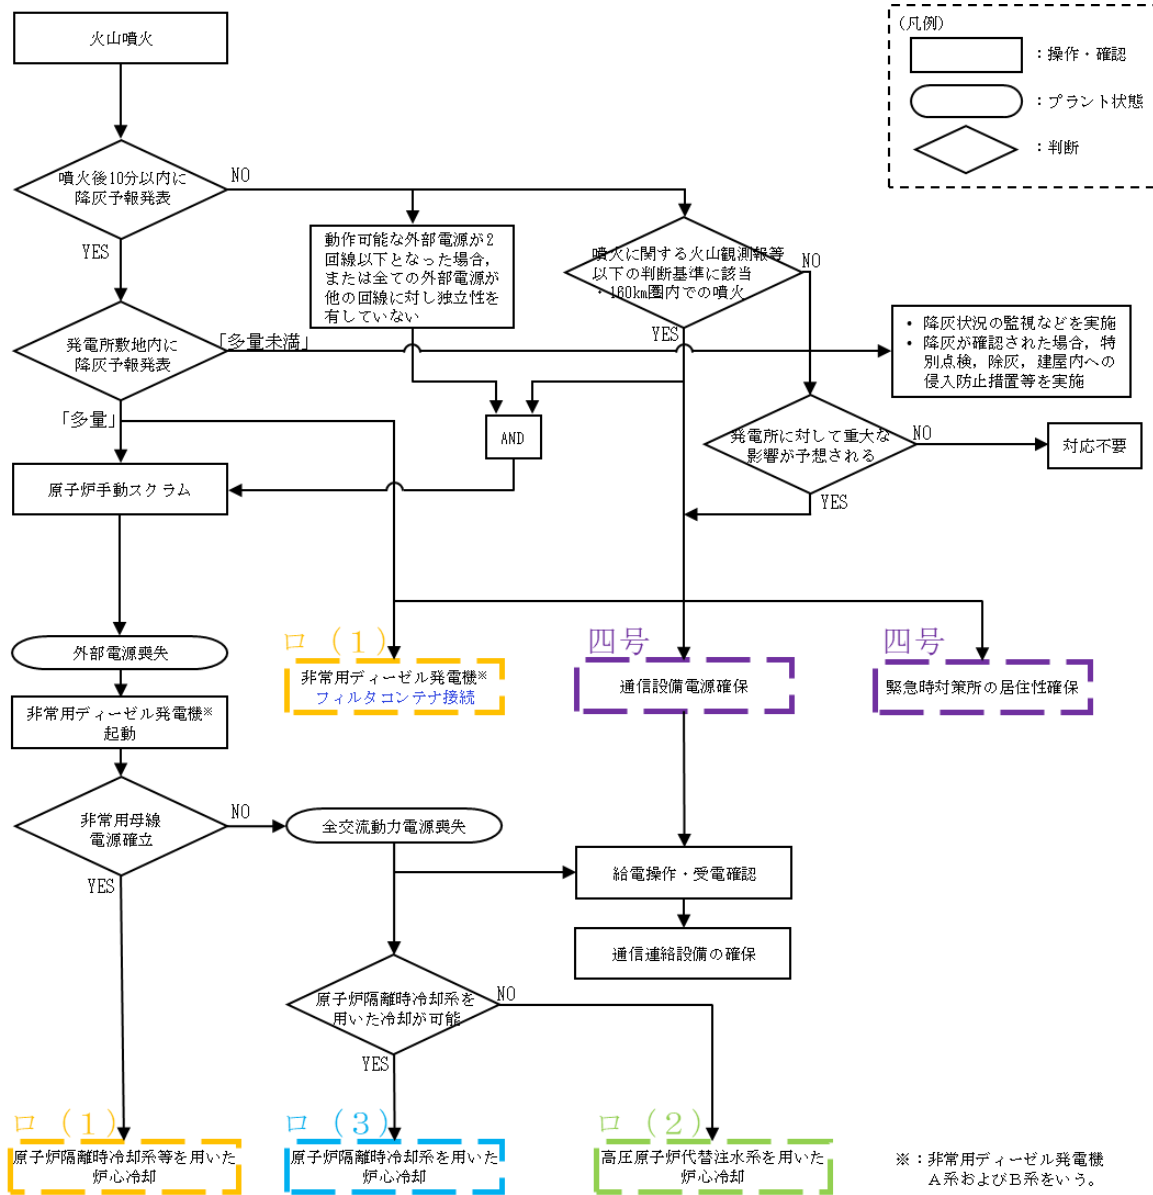 火山噴火
(凡例)
：操作・確認
：プラント状態
：判断
噴火後10分以内に
降灰予報発表
NO
YES
動作可能な外部電源が2
回線以下となった場合，
または全ての外部電源が
他の回線に対し独立性を
有していない
噴火に関する火山観測報等
以下の判断基準に該当
・160km圏内での噴火
NO
YES
発電所敷地内に
降灰予報発表
「多量未満」
「多量」
• 降灰状況の監視などを実施
• 降灰が確認された場合，特
別点検，除灰，建屋内への
侵入防止措置等を実施
AND
発電所に対して重大な
影響が予想される
NO
YES
対応不要
原子炉手動スクラム
外部電源喪失
ロ（1）
非常用ディーゼル発電機※
フィルタコンテナ接続
四号
通信設備電源確保
四号
緊急時対策所の居住性確保
非常用ディーゼル発電機※
起動
非常用母線
電源確立
NO
YES
全交流動力電源喪失
給電操作・受電確認
通信連絡設備の確保
原子炉隔離時冷却系を
用いた冷却が可能
NO
YES
ロ（1）
原子炉隔離時冷却系等を用いた
炉心冷却
ロ（3）
原子炉隔離時冷却系を用いた
炉心冷却
ロ（2）
高圧原子炉代替注水系を用いた
炉心冷却
※：非常用ディーゼル発電機
A系およびB系をいう。